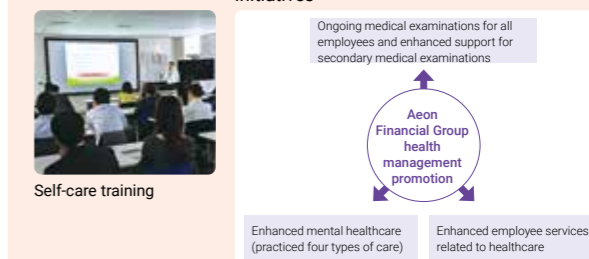 Initiatives
Ongoing medical examinations for all
employees and enhanced support for
secondary medical examinations
Aeon
Financial Group
health
management
promotion
Self-care training
Enhanced mental healthcare
(practiced four types of care)
Enhanced employee services
related to healthcare